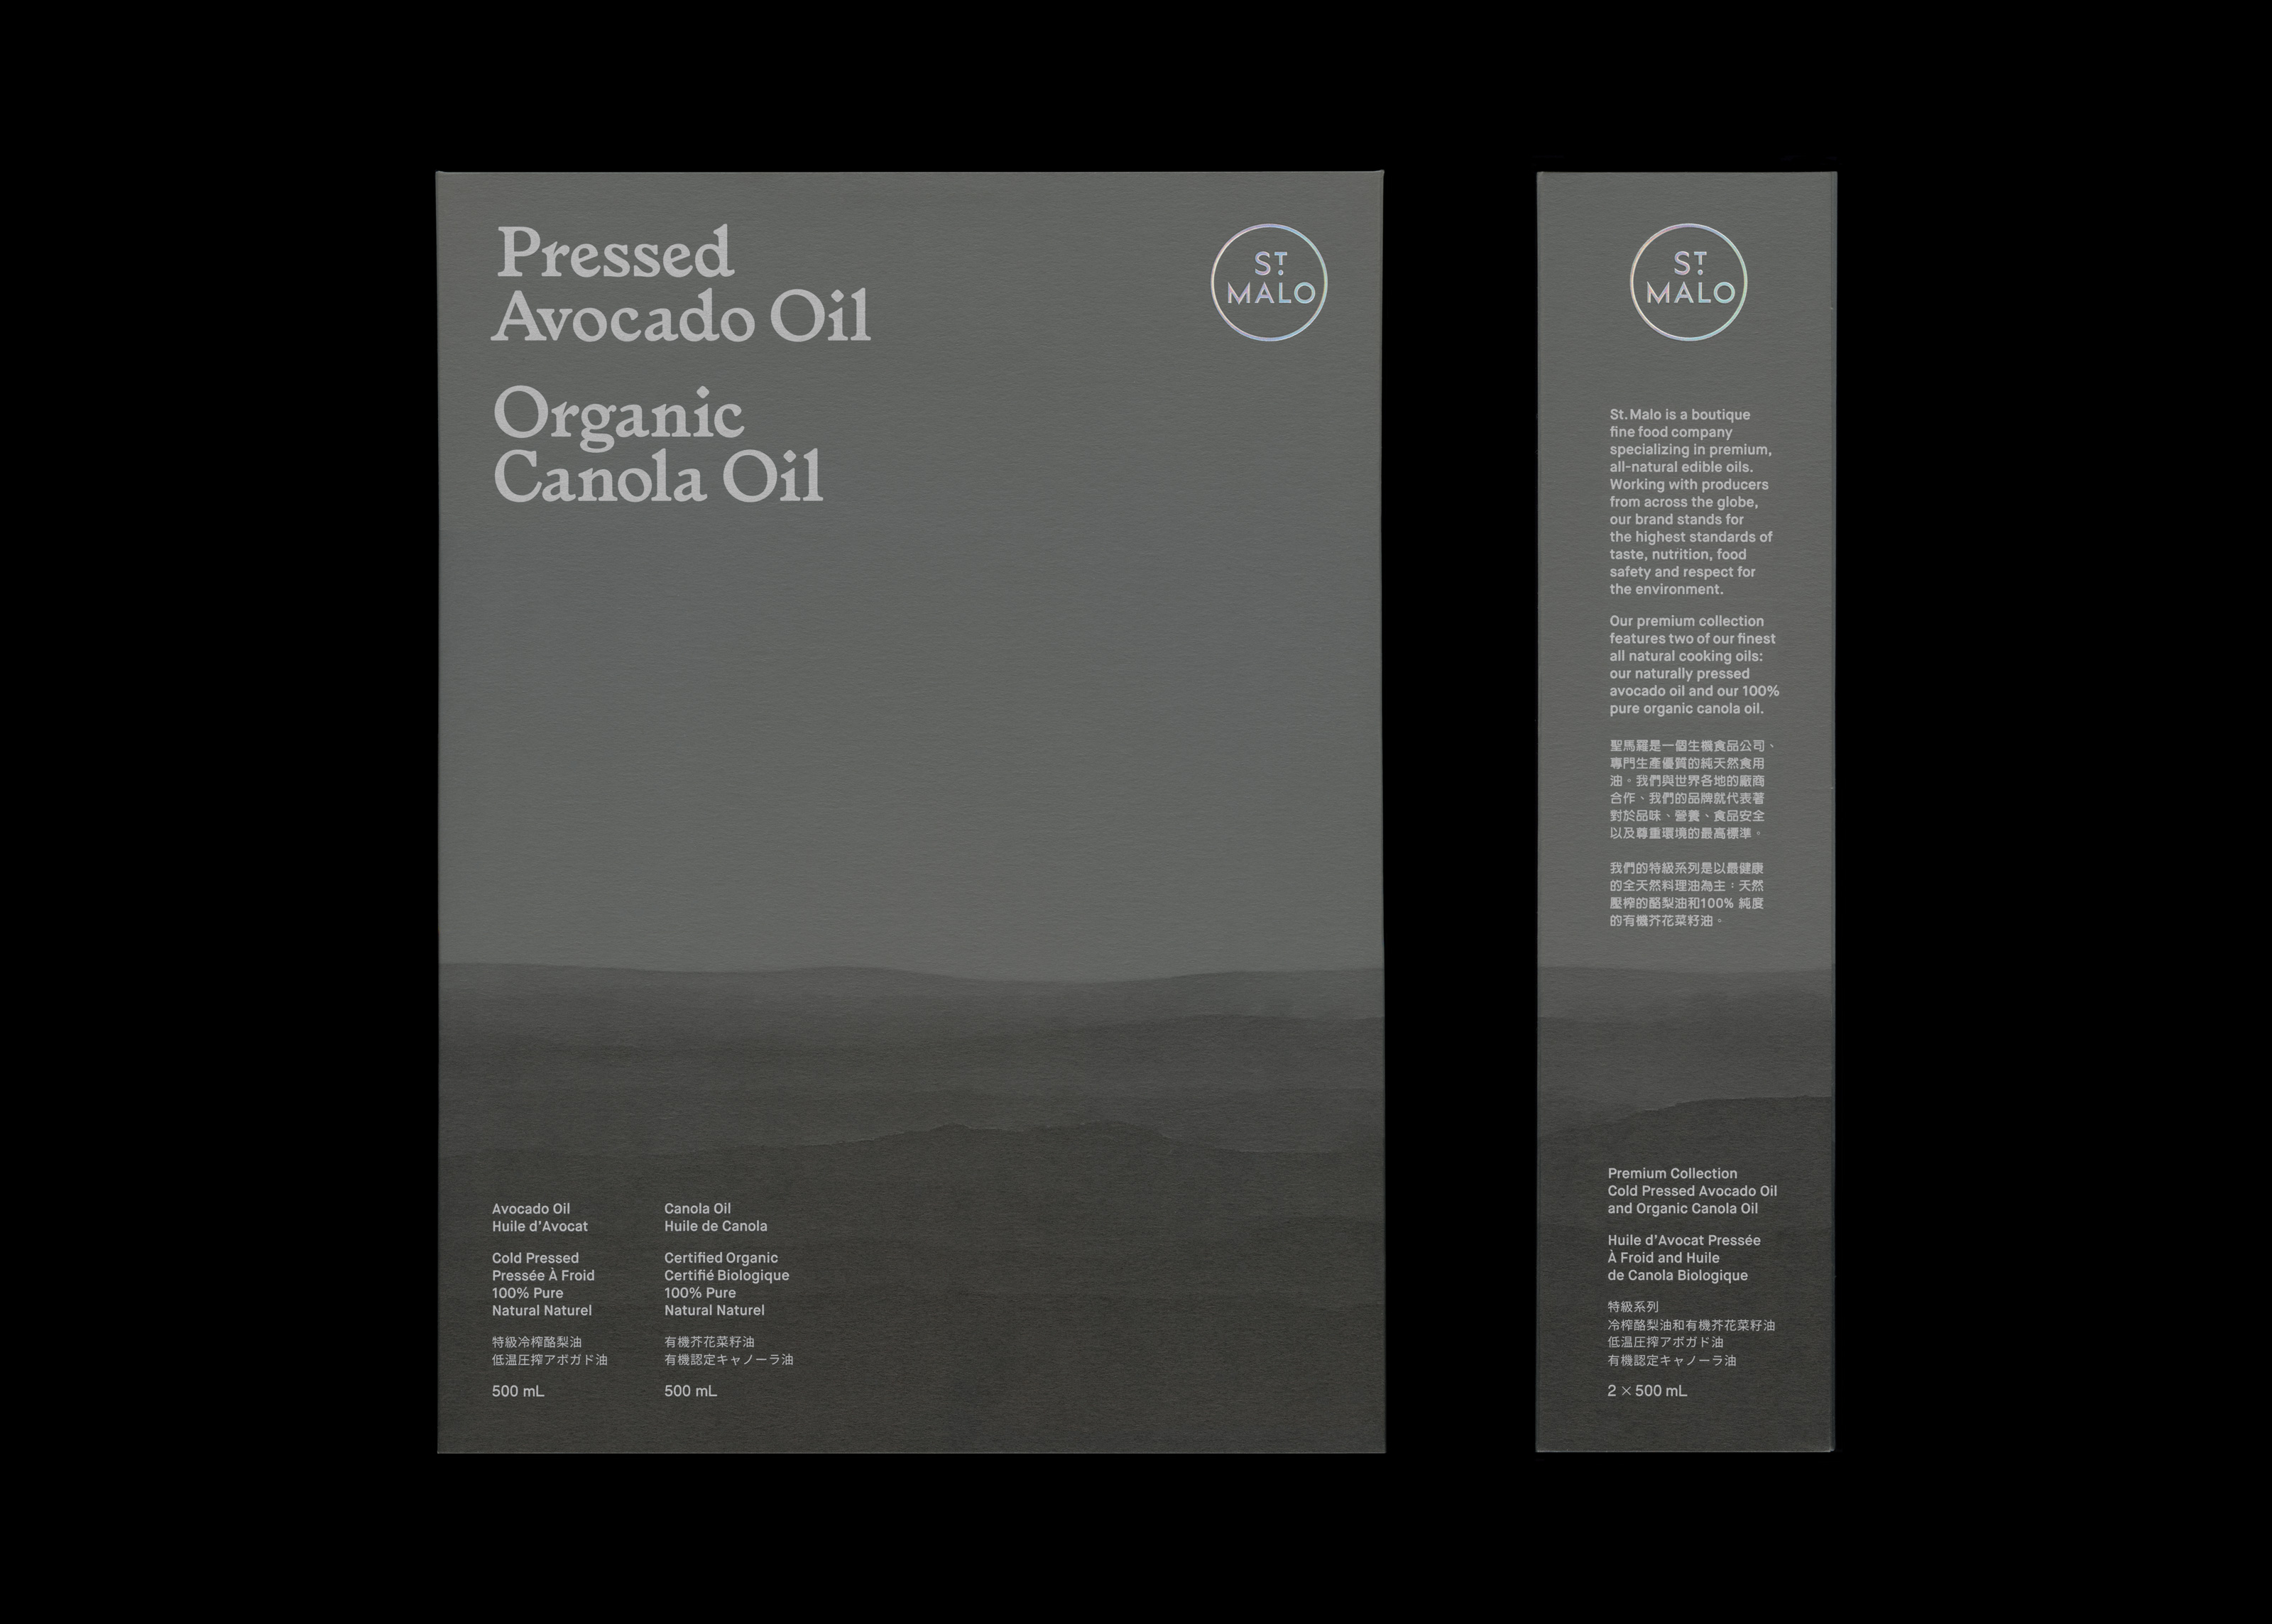 Pressed
Avocado Oil
Organic
Canola Oil
ST.
MALO
Avocado Oil
Huile d'Avocat
Cold Pressed
Pressée À Froid
100% Pure
Natural Naturel
特級冷榨酪梨油
低温圧搾アボガド油
500 mL
Canola Oil
Huile de Canola
Certified Organic
Certifié Biologique
100% Pure
Natural Naturel
有機芥花菜籽油
有機認定キャノーラ油
500 mL
ST.
MALO
St. Malo is a boutique
fine food company
specializing in premium,
all-natural edible oils.
Working with producers
from across the globe,
our brand stands for
the highest standards of
taste, nutrition, food
safety and respect for
the environment.
Our premium collection
features two of our finest
all natural cooking oils:
our naturally pressed
avocado oil and our 100%
pure organic canola oil.
聖馬羅是一個生機食品公司、
專門生產優質的純天然食用
油。我們與世界各地的廠商
合作、我們的品牌就代表著
對於品味、營養、食品安全
以及尊重環境的最高標準。
我們的特級系列是以最健康
的全天然料理油為主：天然
壓榨的酪梨油和100% 純度
的有機芥花菜籽油。
Premium Collection
Cold Pressed Avocado Oil
and Organic Canola Oil
Huile d'Avocat Pressée
À Froid and Huile
de Canola Biologique
特級系列
冷榨酪梨油和有機芥花菜籽油
低温圧搾アボガド油
有機認定キャノーラ油
2 × 500 mL